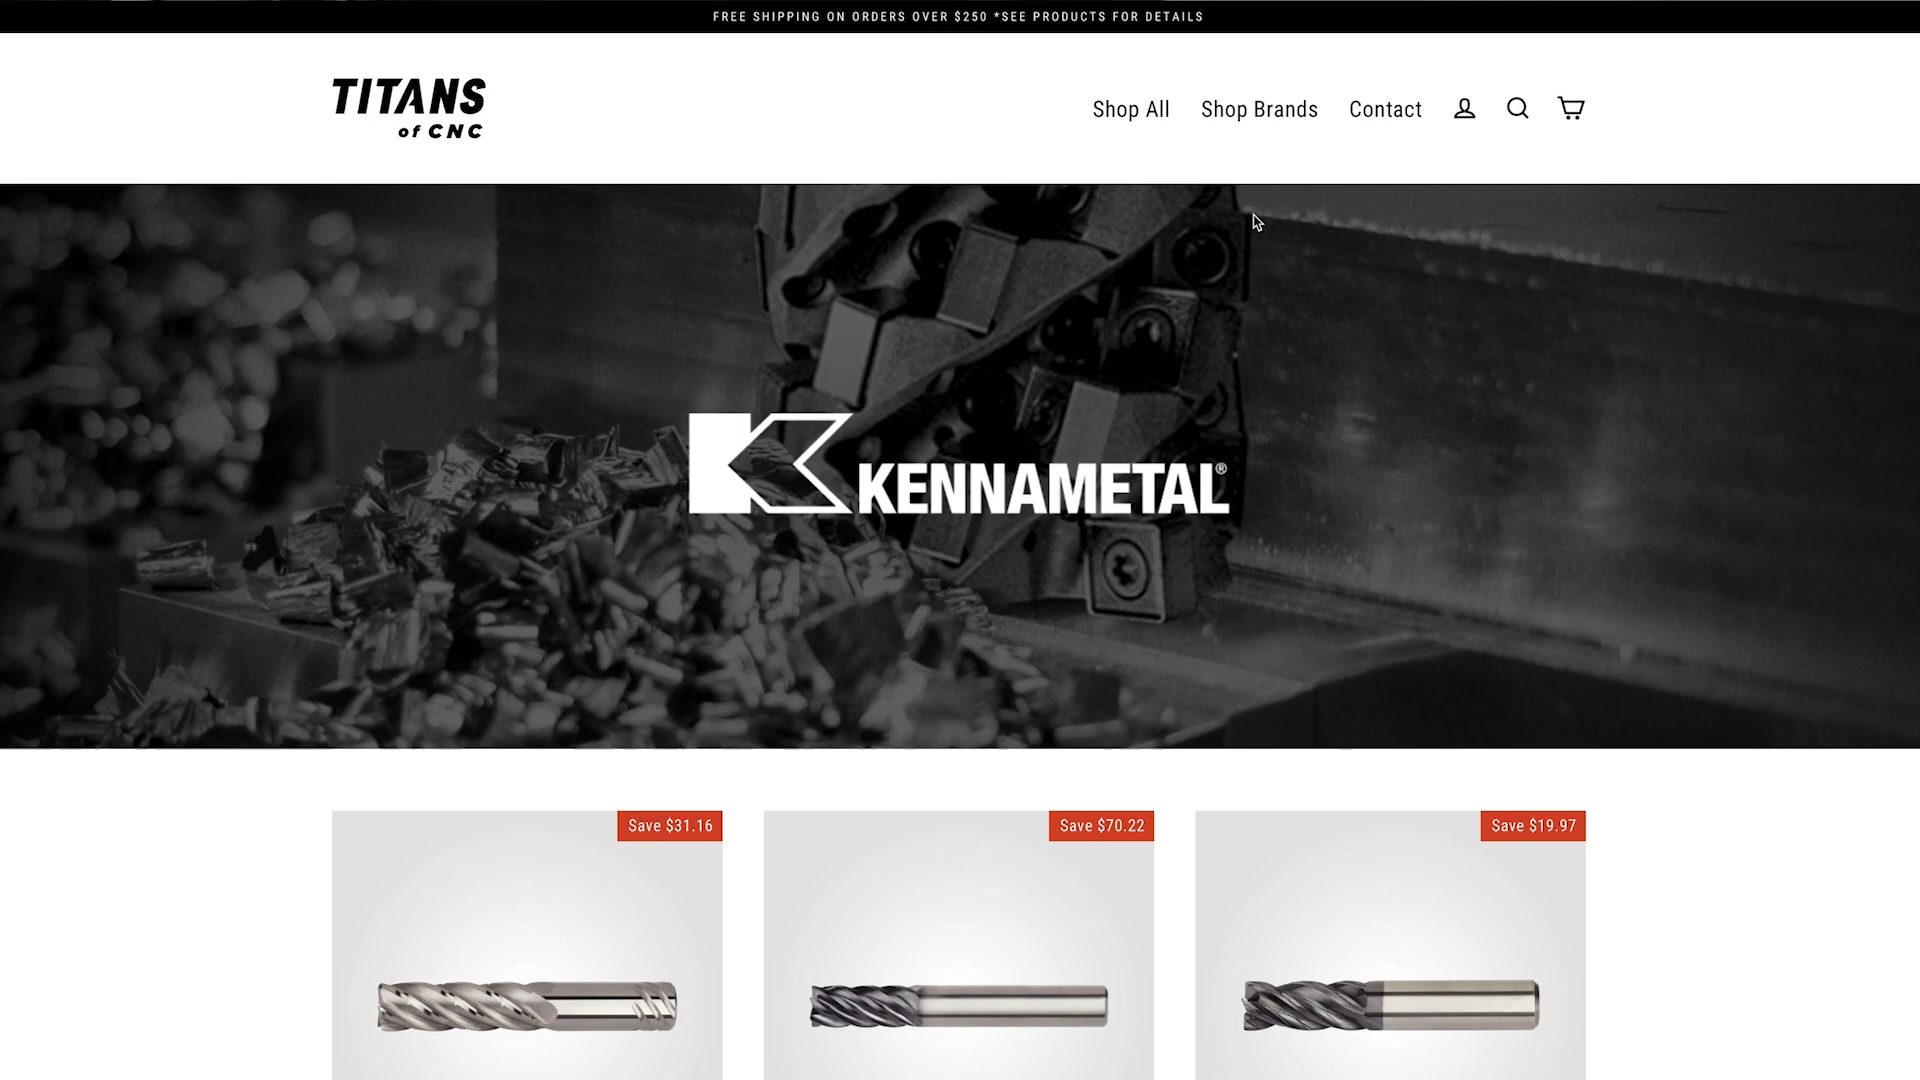 FREE SHIPPING ON ORDERS OVER $250 *SEE PRODUCTS FOR DETAILS
TITANS
of CNC
Shop All
Shop Brands
Contact
KENNAMETAL®
Save $31.16
Save $70.22
Save $19.97